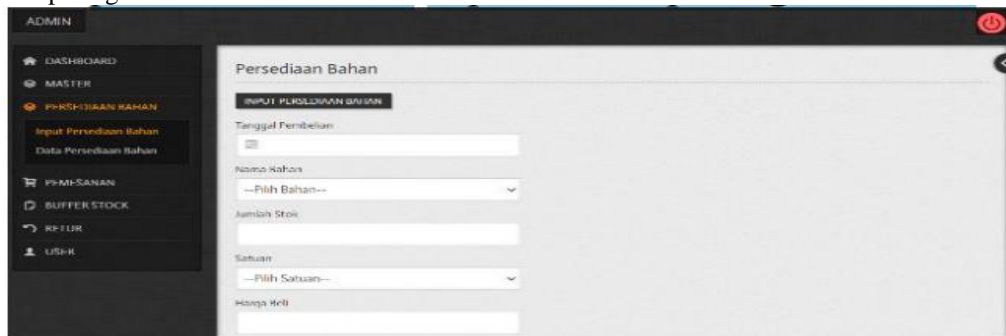 ADMIN
DASHBOARD
MASTER
PERSEDIAAN BAHAN
Input Persediaan Bahan
Data Persediaan Bahan
PEMESANAN
BUFFER STOCK
RETUR
USER
Persediaan Bahan
INPUT PERSEDIAAN BAHAN
Tanggal Pembelian
Nama Bahan
--Pilih Bahan--
Jumlah Stok
Satuan
--Pilih Satuan--
Harga Beli